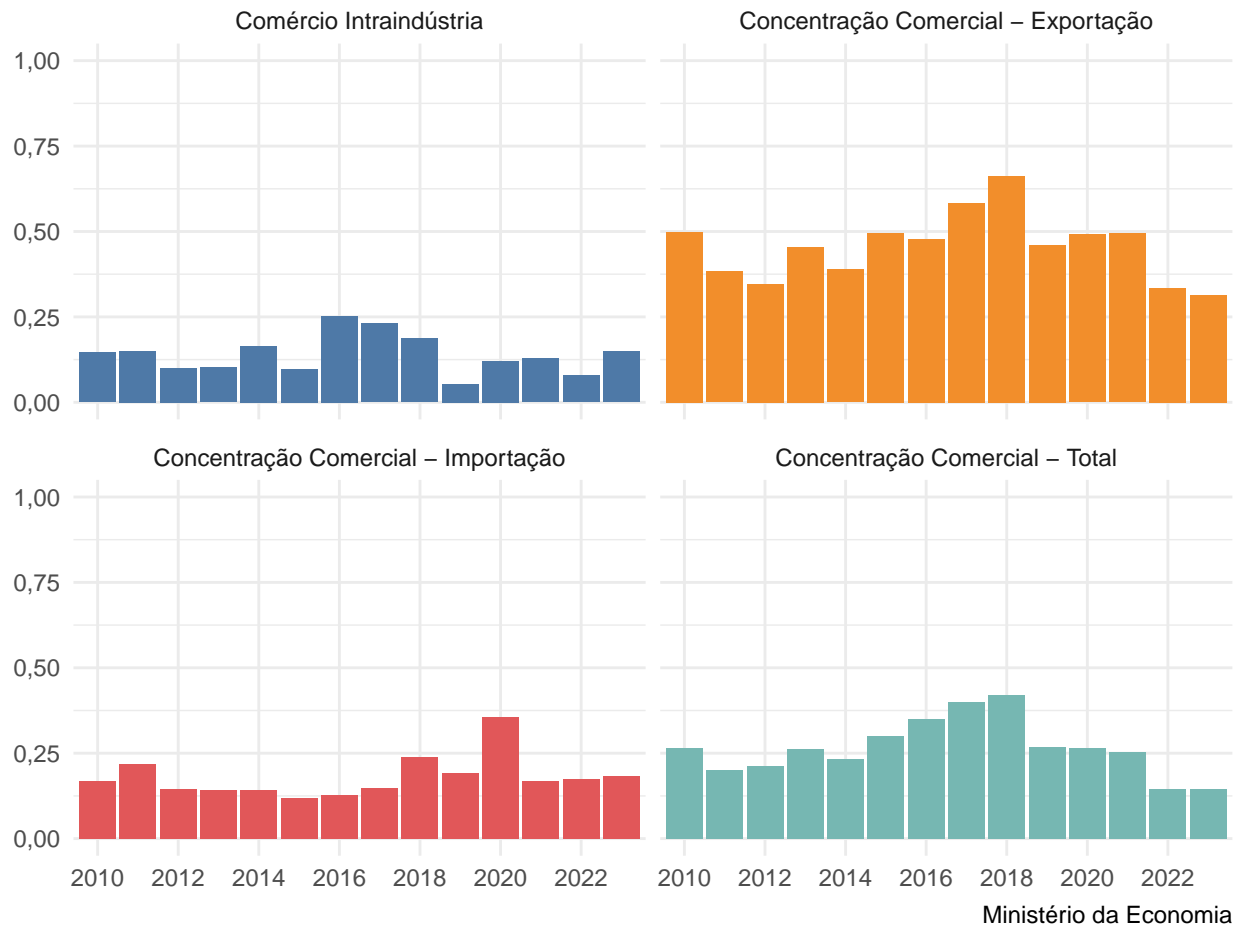 Comércio Intraindústria
Concentração Comercial – Exportação
1,00
0,75
0,50
0,25
0,00
Concentração Comercial – Importação
Concentração Comercial – Total
1,00
0,75
0,50
0,25
0,00
2010 2012 2014 2016 2018 2020 2022
2010 2012 2014 2016 2018 2020 2022
Ministério da Economia